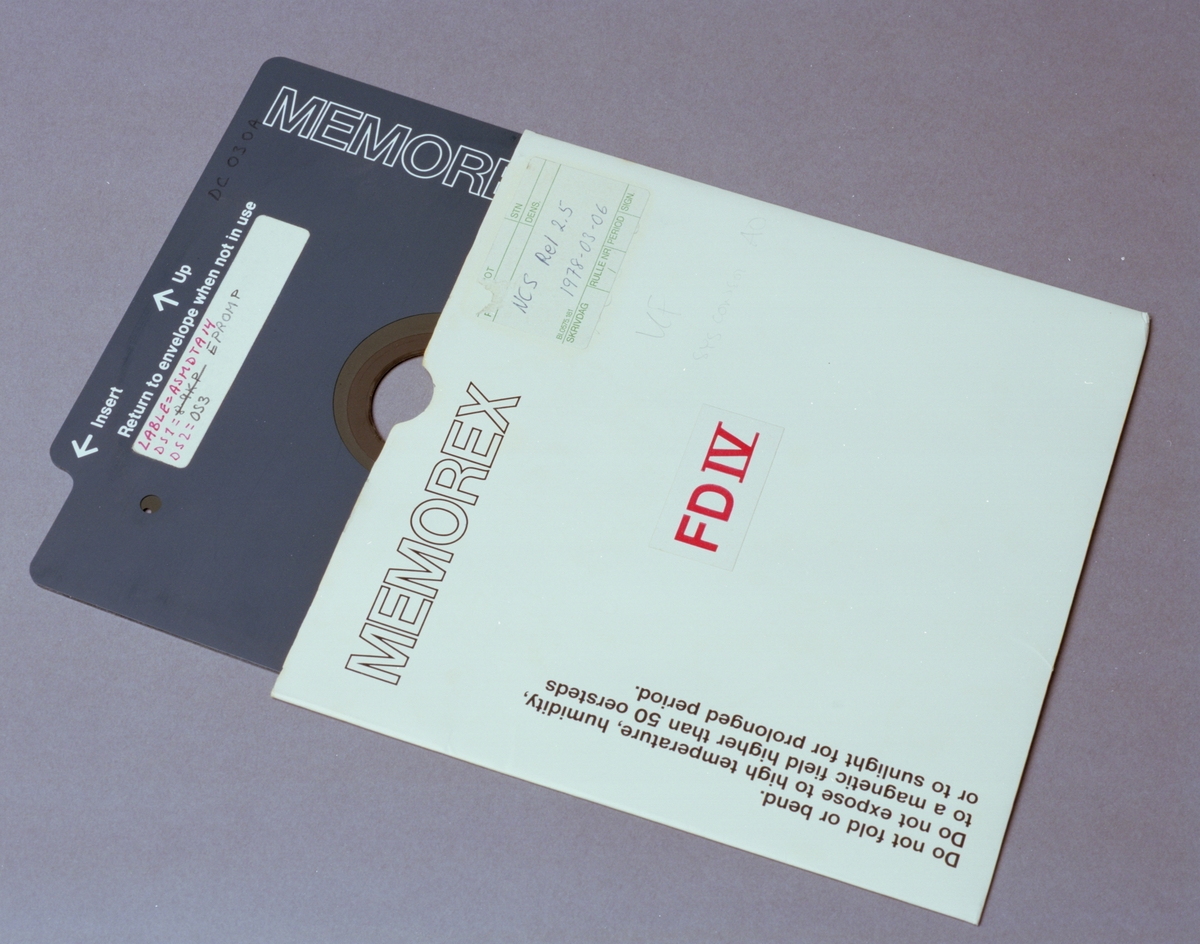 MEMOREX
DC 030A
← Insert ↑ Up
Return to envelope when not in use
LABLE=ASMDTA14
DS1= EPROMP
DS2=OS3
STN
DENS.
NCS Rel 2.5
1978-03-06
SKRIVDAG RULLE NR PERIOD SIGN.
1
VF
MEMOREX
FD IV
Do not fold or bend.
Do not expose to high temperature, humidity,
to a magnetic field higher than 50 oersteds
or to sunlight for prolonged period.